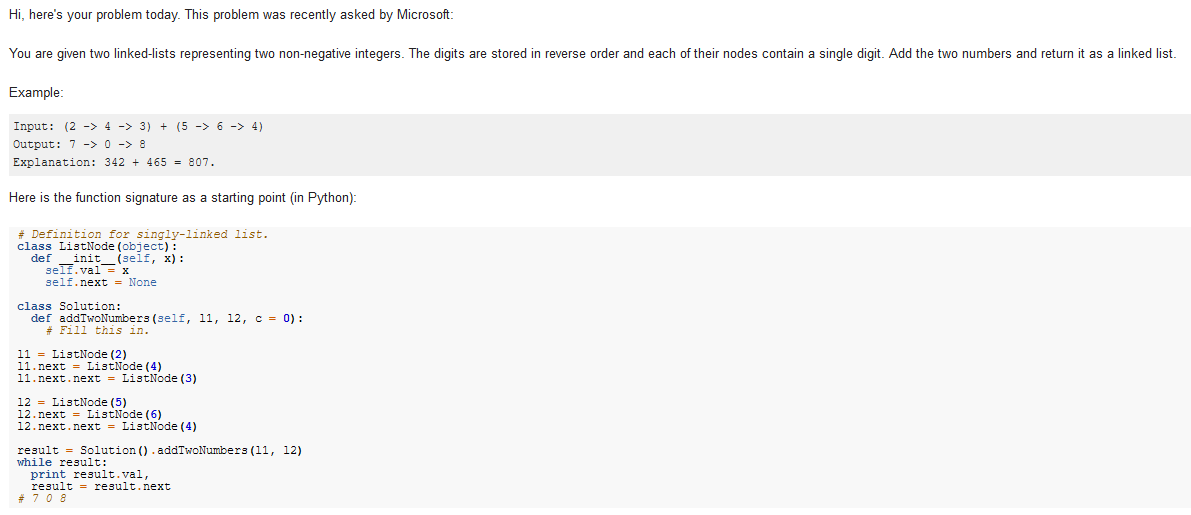 Hi, here's your problem today. This problem was recently asked by Microsoft:
You are given two linked-lists representing two non-negative integers. The digits are stored in reverse order and each of their nodes contain a single digit. Add the two numbers and return it as a linked list.
Example:
Input: (2 -> 4 -> 3) + (5 -> 6 -> 4)
Output: 7 -> 0 -> 8
Explanation: 342 + 465 = 807.
Here is the function signature as a starting point (in Python):
# Definition for singly-linked list.
class ListNode(object):
  def __init__(self, x):
    self.val = x
    self.next = None
class Solution:
  def addTwoNumbers(self, l1, l2, c = 0):
    # Fill this in.
l1 = ListNode(2)
l1.next = ListNode(4)
l1.next.next = ListNode(3)
l2 = ListNode(5)
l2.next = ListNode(6)
l2.next.next = ListNode(4)
result = Solution().addTwoNumbers(l1, l2)
while result:
  print result.val,
  result = result.next
# 7 0 8